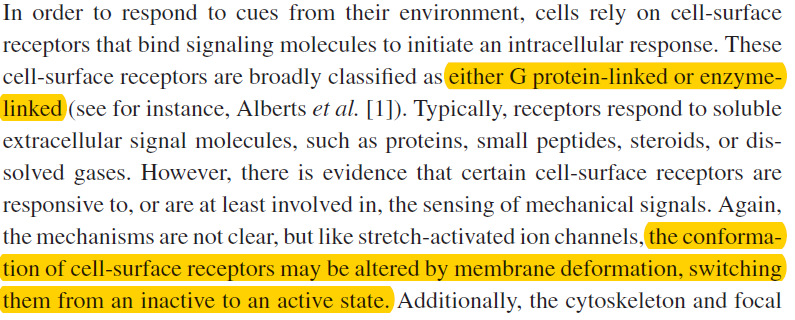 In order to respond to cues from their environment, cells rely on cell-surface
receptors that bind signaling molecules to initiate an intracellular response. These
cell-surface receptors are broadly classified as either G protein-linked or enzyme-
linked (see for instance, Alberts et al. [1]). Typically, receptors respond to soluble
extracellular signal molecules, such as proteins, small peptides, steroids, or dis-
solved gases. However, there is evidence that certain cell-surface receptors are
responsive to, or are at least involved in, the sensing of mechanical signals. Again,
the mechanisms are not clear, but like stretch-activated ion channels, the conforma-
tion of cell-surface receptors may be altered by membrane deformation, switching
them from an inactive to an active state. Additionally, the cytoskeleton and focal